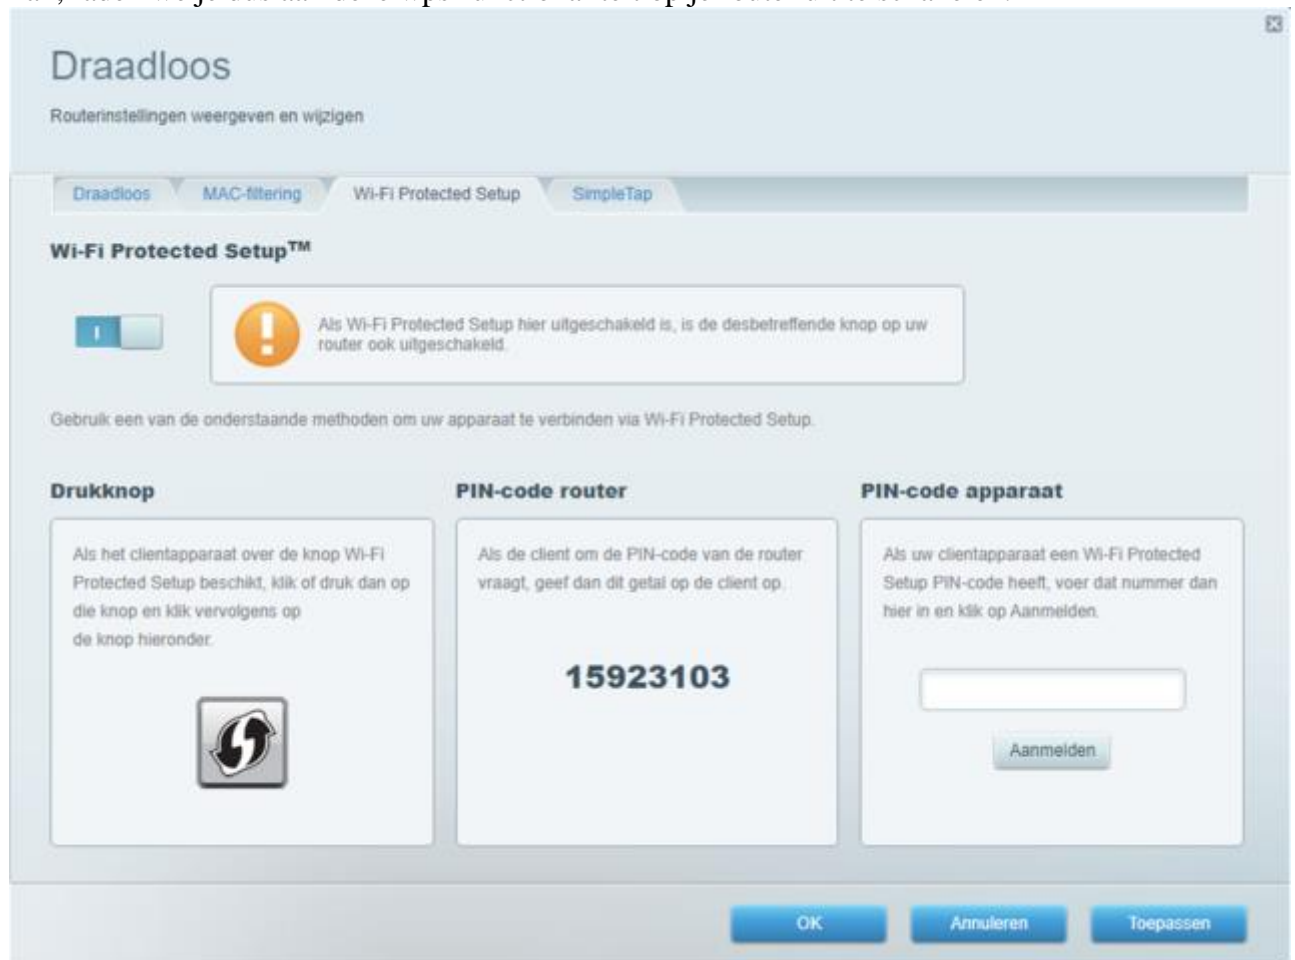 Draadloos
Routerinstellingen weergeven en wijzigen
Draadloos
MAC-filtering
Wi-Fi Protected Setup
SimpleTap
Wi-Fi Protected Setup™
Als Wi-Fi Protected Setup hier uitgeschakeld is, is de desbetreffende knop op uw
router ook uitgeschakeld.
Gebruik een van de onderstaande methoden om uw apparaat te verbinden via Wi-Fi Protected Setup.
Drukknop
Als het clientapparaat over de knop Wi-Fi
Protected Setup beschikt, klik of druk dan op
die knop en klik vervolgens op
de knop hieronder.
PIN-code router
Als de client om de PIN-code van de router
vraagt, geef dan dit getal op de client op.
15923103
PIN-code apparaat
Als uw clientapparaat een Wi-Fi Protected
Setup PIN-code heeft, voer dat nummer dan
hier in en klik op Aanmelden.
Aanmelden
OK
Annuleren
Toepassen